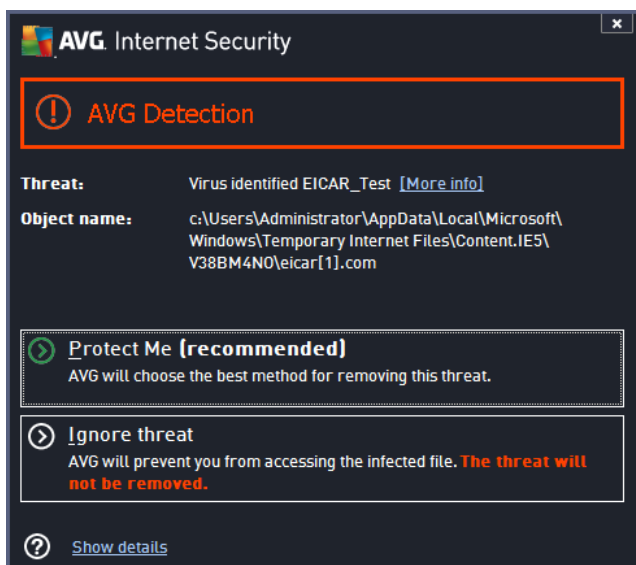 AVG. Internet Security
AVG Detection
Threat: Virus identified EICAR_Test [More info]
Object name: c:\Users\Administrator\AppData\Local\Microsoft\
Windows\Temporary Internet Files\Content.IE5\
V38BM4N0\eicar[1].com
Protect Me (recommended)
AVG will choose the best method for removing this threat.
Ignore threat
AVG will prevent you from accessing the infected file. The threat will
not be removed.
Show details